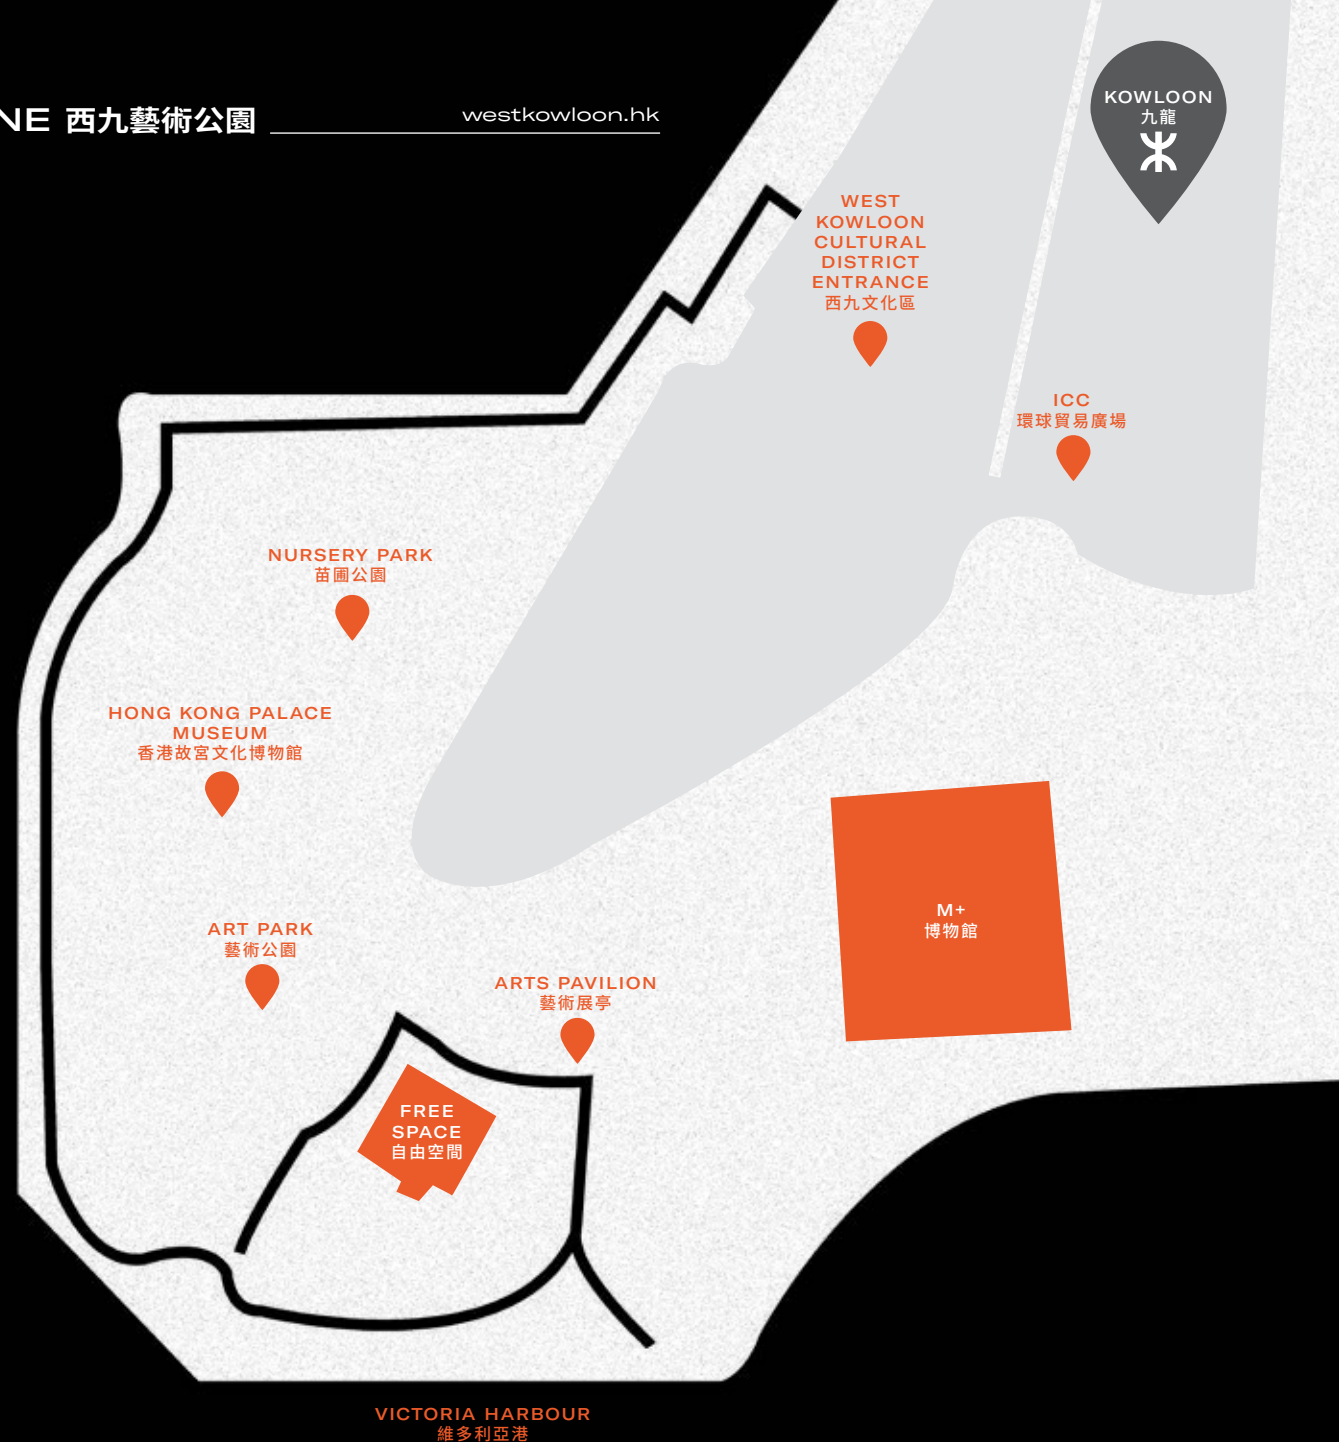 NE 西九藝術公園
westkowloon.hk
KOWLOON
九龍
WEST
KOWLOON
CULTURAL
DISTRICT
ENTRANCE
西九文化區
ICC
環球貿易廣場
NURSERY PARK
苗圃公園
HONG KONG PALACE
MUSEUM
香港故宮文化博物館
M+
博物館
ART PARK
藝術公園
ARTS PAVILION
藝術展亭
FREE
SPACE
自由空間
VICTORIA HARBOUR
維多利亞港